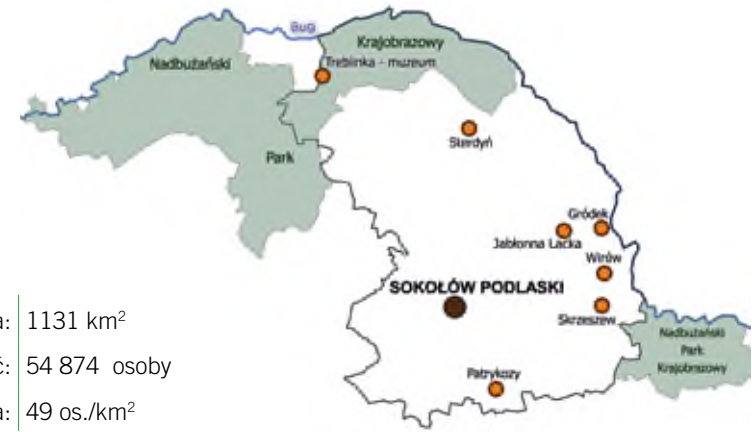 Bug
Krajobrazowy
Nadbużański
Treblinka - muzeum
Sterdyń
Park
Gródek
Jabłonna Lacka
Wirów
SOKOŁÓW PODLASKI
Skrzeszew
a: 1131 km²
ć: 54 874 osoby
a: 49 os./km²
Nadbużański
Park
Krajobrazowy
Patrykozy